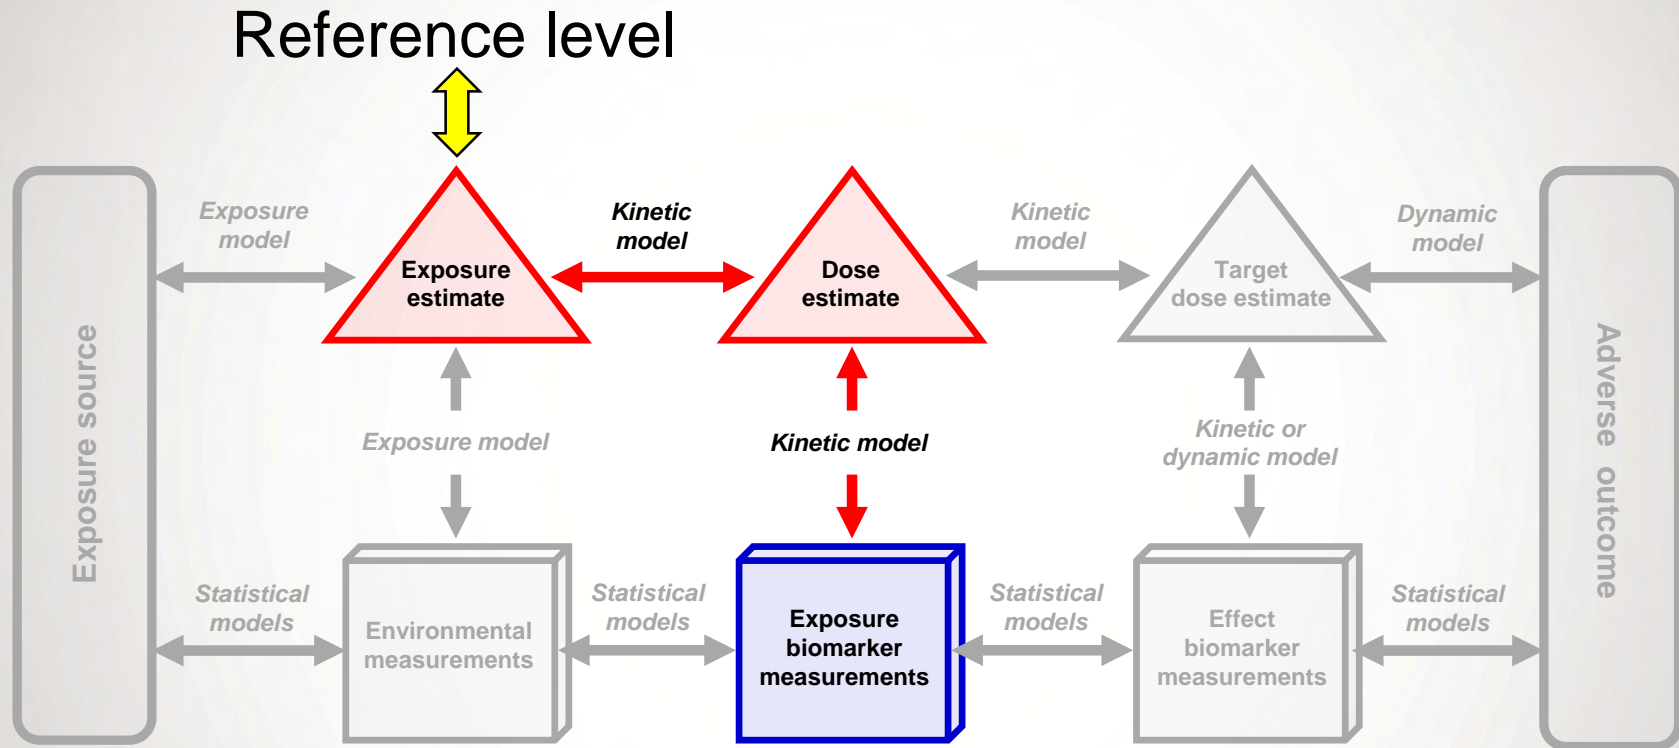 Reference level
Exposure
model
Kinetic
model
Kinetic
model
Dynamic
model
Exposure
estimate
Dose
estimate
Target
dose estimate
Exposure source
Adverse outcome
Exposure model
Kinetic model
Kinetic or
dynamic model
Statistical
models
Statistical
models
Statistical
models
Statistical
models
Environmental
measurements
Exposure
biomarker
measurements
Effect
biomarker
measurements